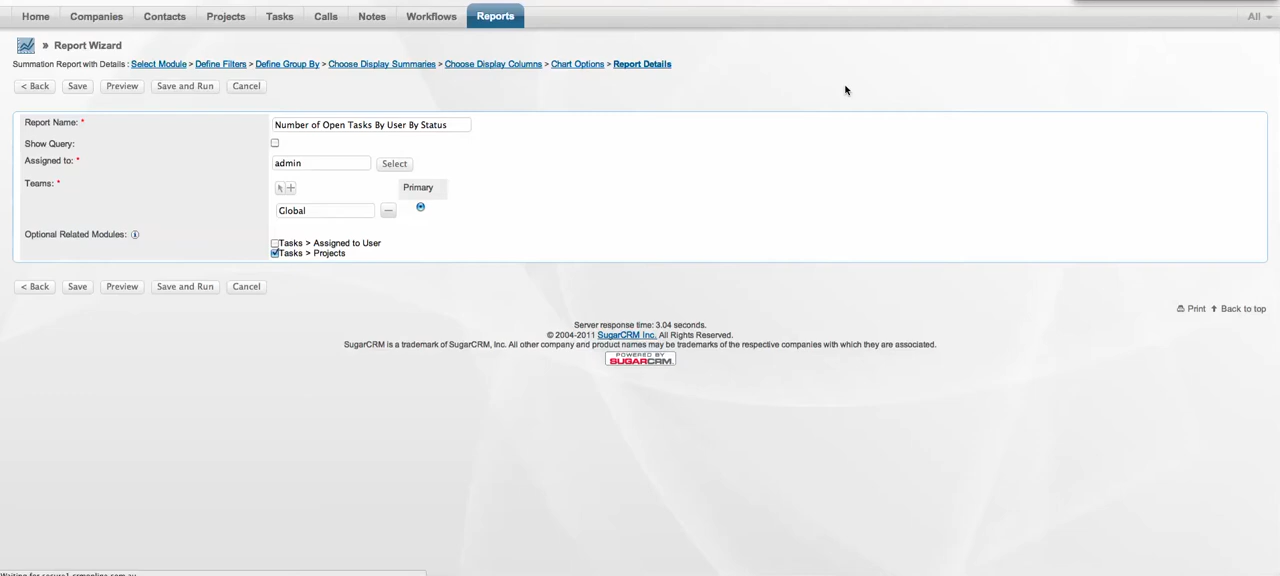 Home Companies Contacts Projects Tasks Calls Notes Workflows Reports All
» Report Wizard
Summation Report with Details : Select Module > Define Filters > Define Group By > Choose Display Summaries > Choose Display Columns > Chart Options > Report Details
< Back Save Preview Save and Run Cancel
Report Name: * Number of Open Tasks By User By Status
Show Query:
Assigned to: * admin Select
Teams: * Primary
Global
Optional Related Modules:
Tasks > Assigned to User
Tasks > Projects
< Back Save Preview Save and Run Cancel
Print Back to top
Server response time: 3.04 seconds.
© 2004-2011 SugarCRM Inc. All Rights Reserved.
SugarCRM is a trademark of SugarCRM, Inc. All other company and product names may be trademarks of the respective companies with which they are associated.
POWERED BY
SUGARCRM